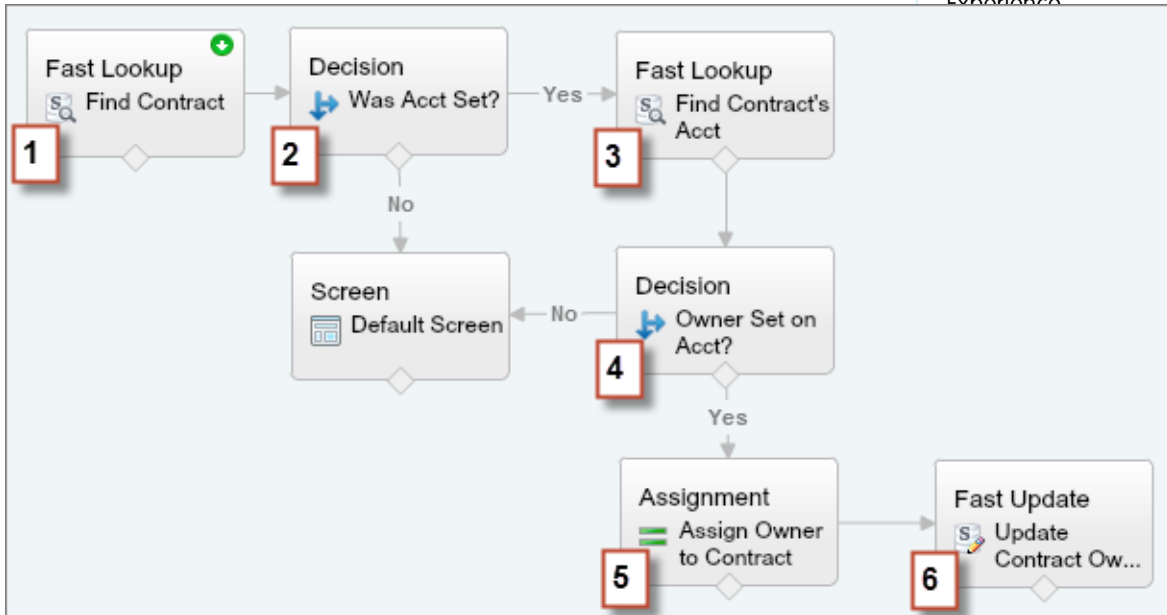 Experience
Fast Lookup
Find Contract
1
Decision
Was Acct Set?
2
Yes
Fast Lookup
Find Contract's
Acct
3
No
Screen
Default Screen
No
Decision
Owner Set on
Acct?
4
Yes
Assignment
Assign Owner
to Contract
5
Fast Update
Update
Contract Ow...
6